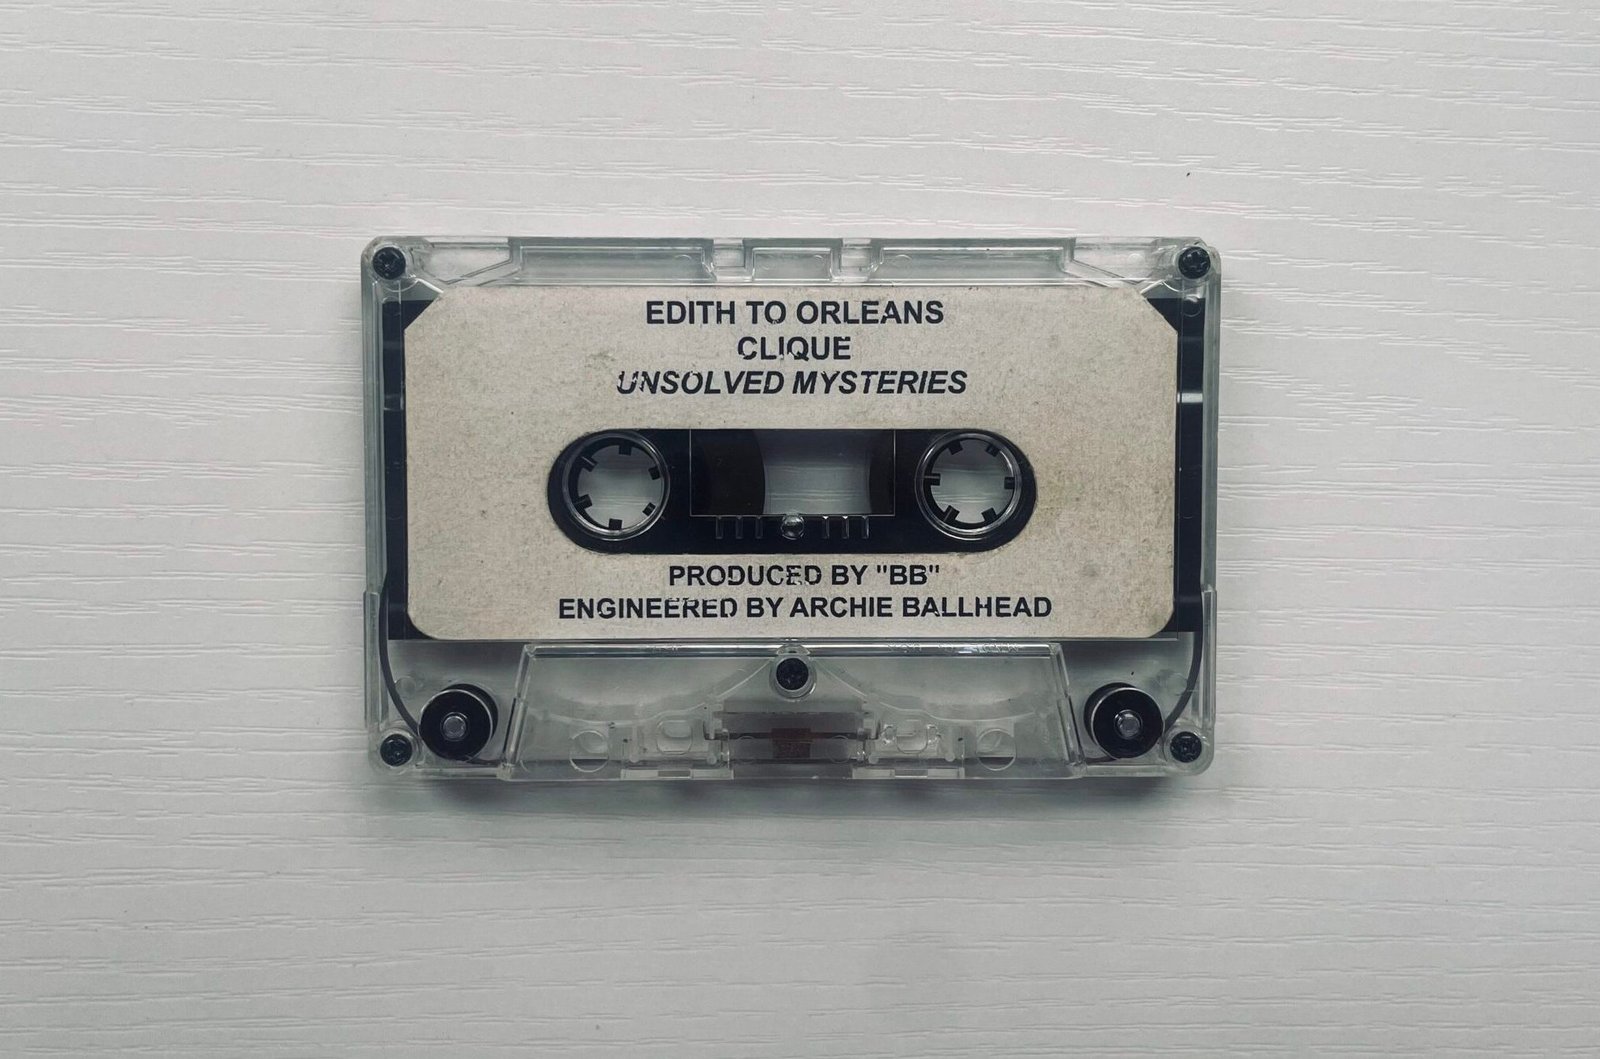 EDITH TO ORLEANS
CLIQUE
UNSOLVED MYSTERIES
PRODUCED BY "BB"
ENGINEERED BY ARCHIE BALLHEAD